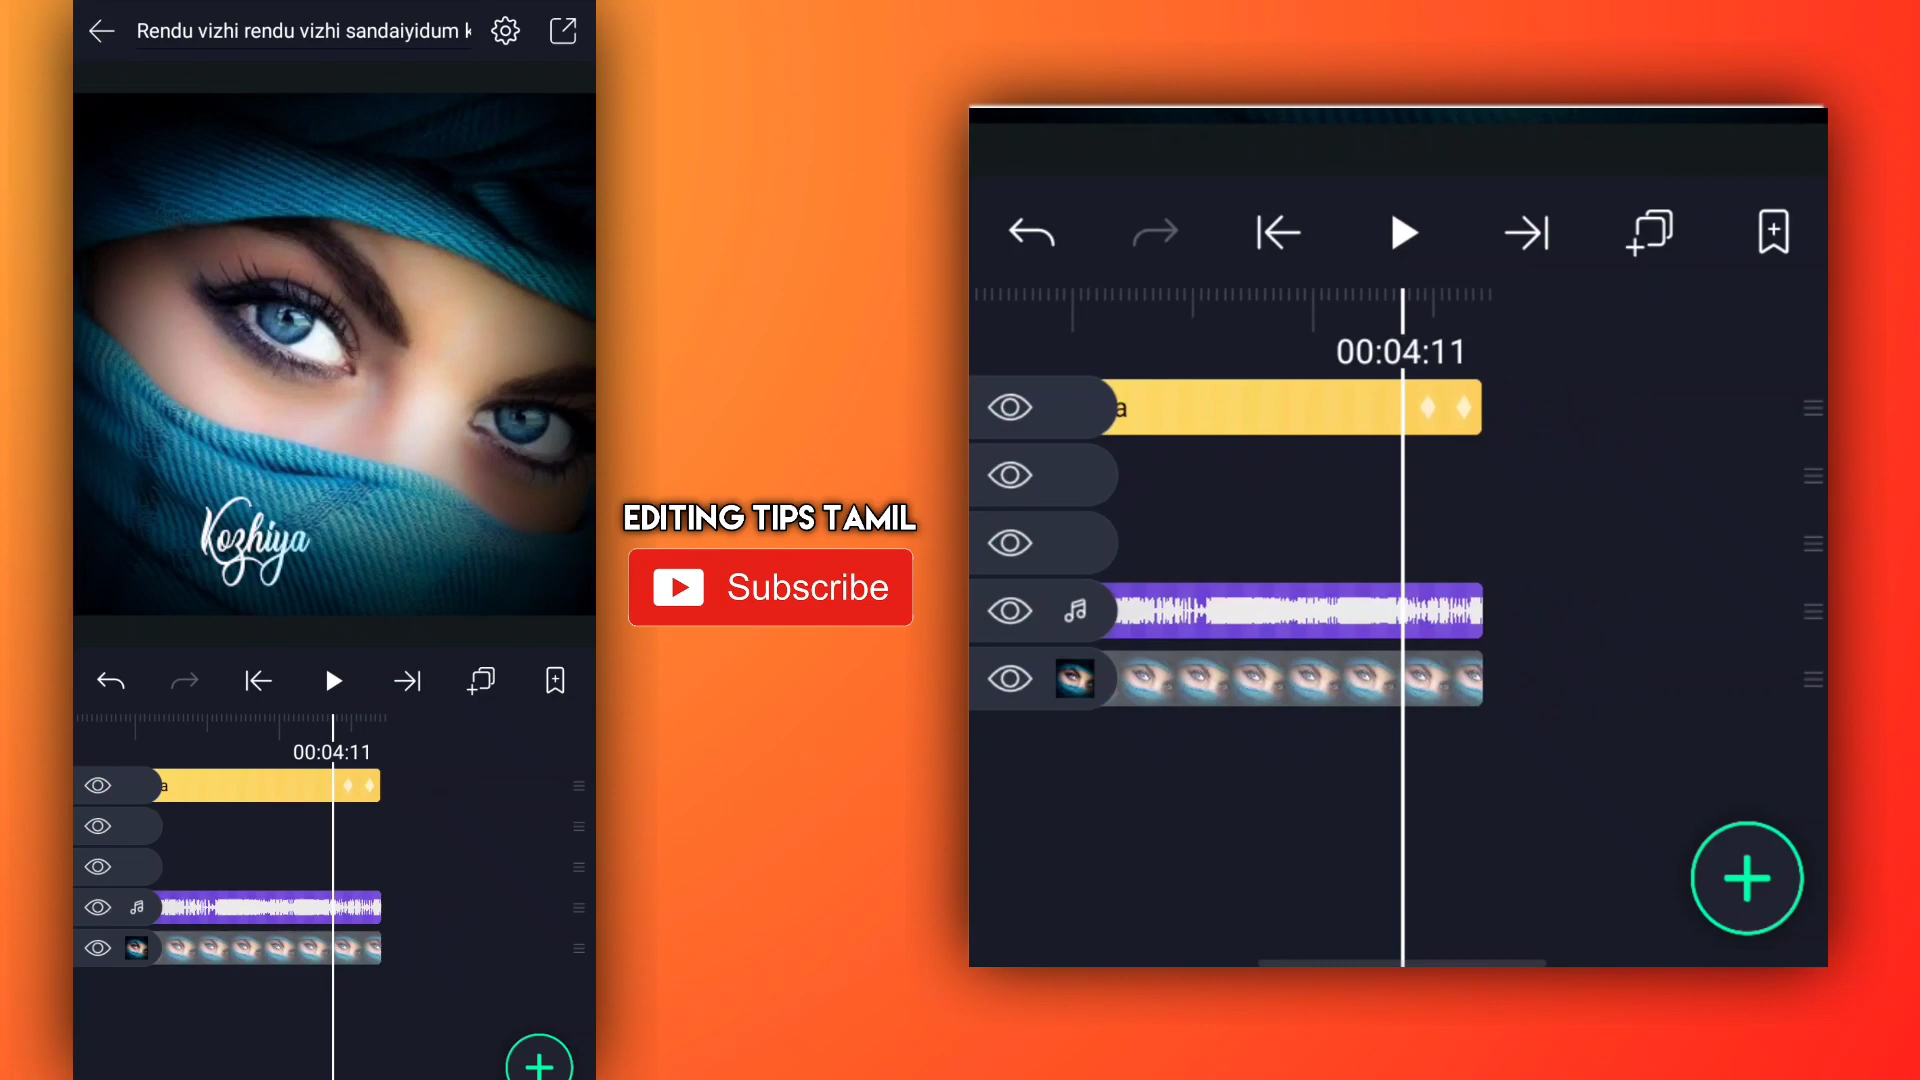 Rendu vizhi rendu vizhi sandaiyidum k
Kozhiya
00:04:11
a
EDITING TIPS TAMIL
Subscribe
00:04:11
a